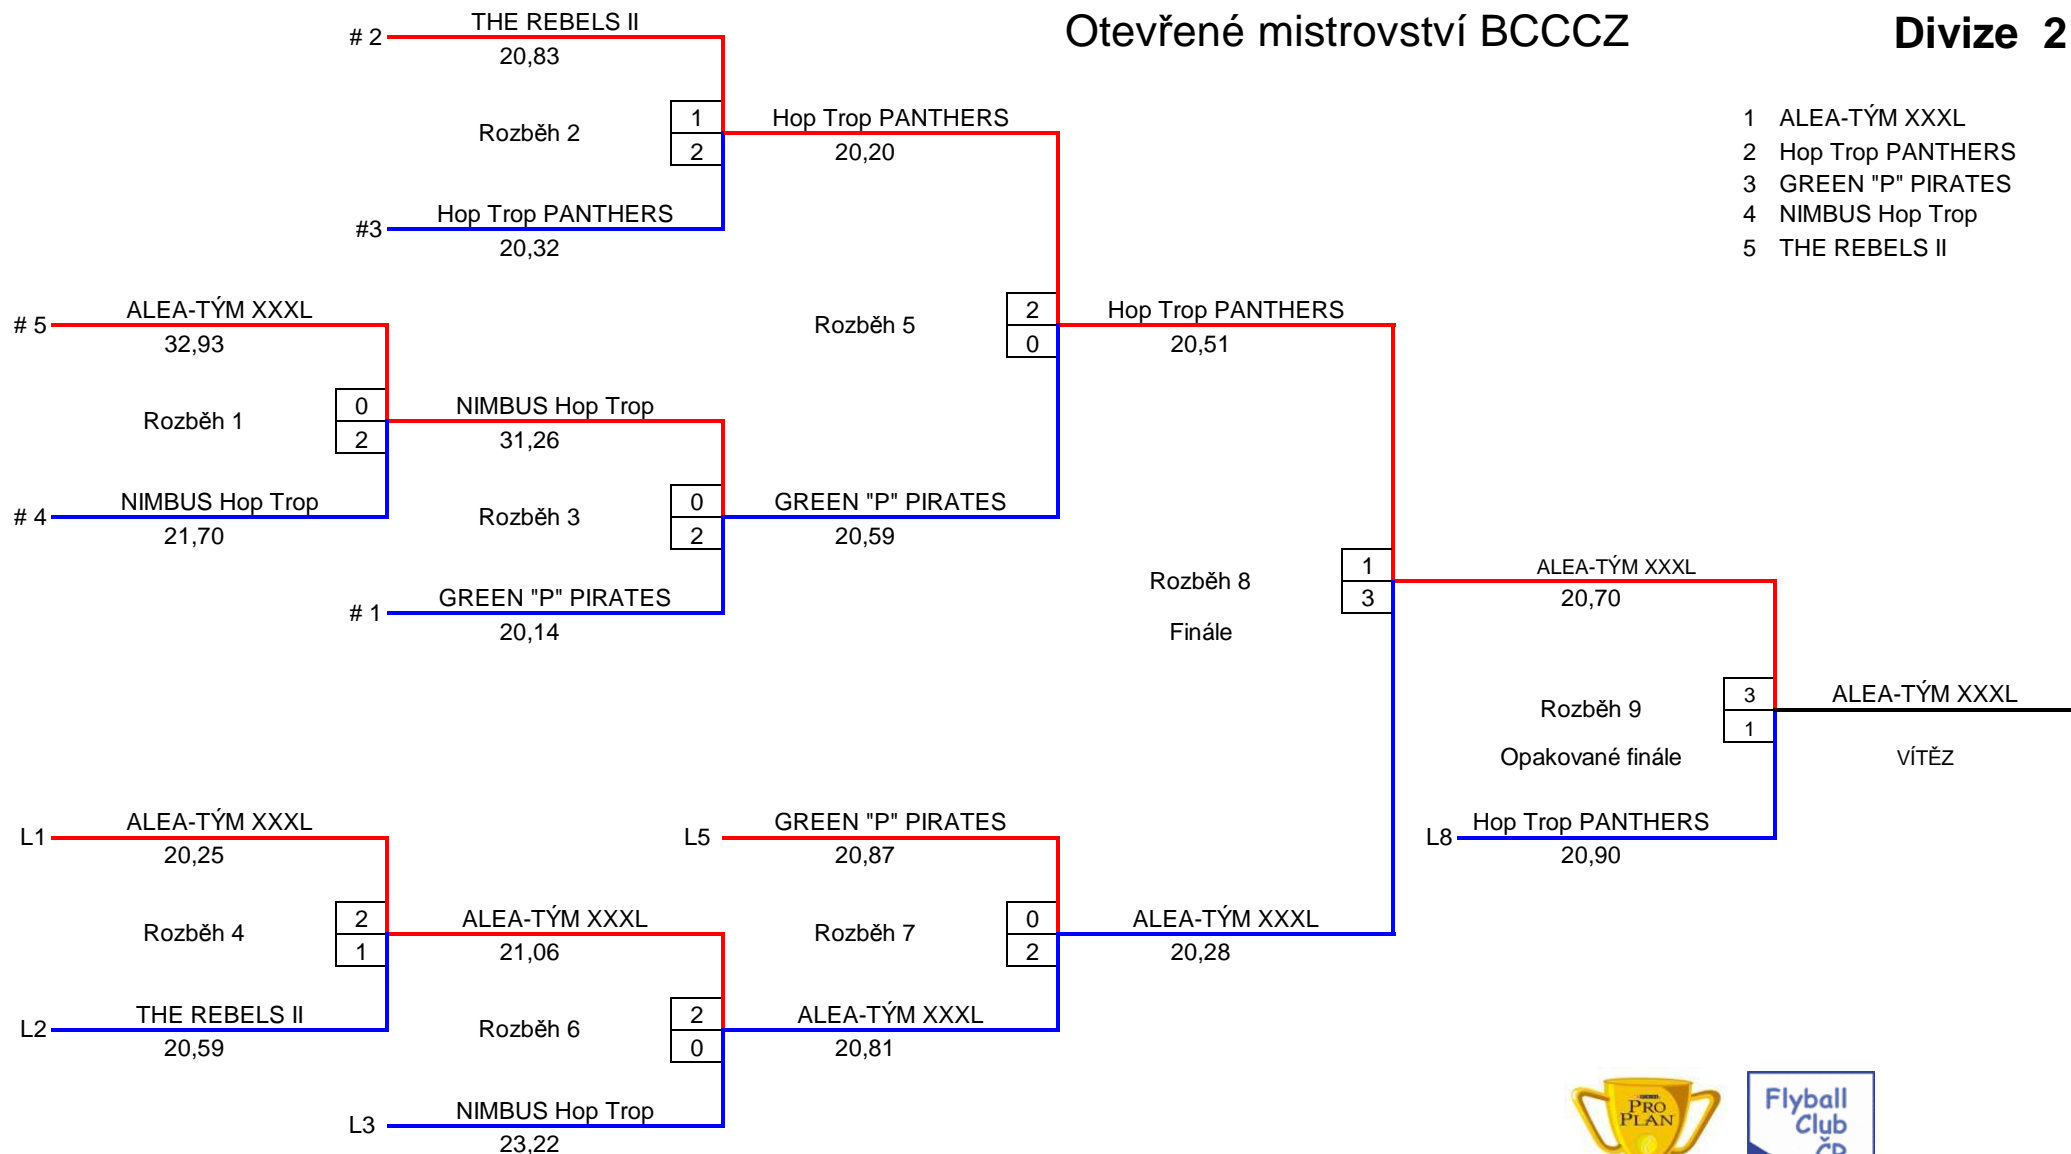 Otevřené mistrovství BCCCZ
Divize 2
1 ALEA-TÝM XXXL
2 Hop Trop PANTHERS
3 GREEN "P" PIRATES
4 NIMBUS Hop Trop
5 THE REBELS II
# 2
THE REBELS II
20,83
Rozběh 2
1
2
#3
Hop Trop PANTHERS
20,32
Hop Trop PANTHERS
20,20
# 5
ALEA-TÝM XXXL
32,93
Rozběh 1
0
2
# 4
NIMBUS Hop Trop
21,70
NIMBUS Hop Trop
31,26
Rozběh 3
0
2
# 1
GREEN "P" PIRATES
20,14
GREEN "P" PIRATES
20,59
Rozběh 5
2
0
Hop Trop PANTHERS
20,51
Rozběh 8
Finále
1
3
ALEA-TÝM XXXL
20,70
Rozběh 9
Opakované finále
3
1
ALEA-TÝM XXXL
VÍTĚZ
L8
Hop Trop PANTHERS
20,90
L1
ALEA-TÝM XXXL
20,25
Rozběh 4
2
1
L2
THE REBELS II
20,59
ALEA-TÝM XXXL
21,06
Rozběh 6
2
0
L3
NIMBUS Hop Trop
23,22
L5
GREEN "P" PIRATES
20,87
Rozběh 7
0
2
ALEA-TÝM XXXL
20,81
ALEA-TÝM XXXL
20,28
PRO
PLAN
Flyball
Club
ČR